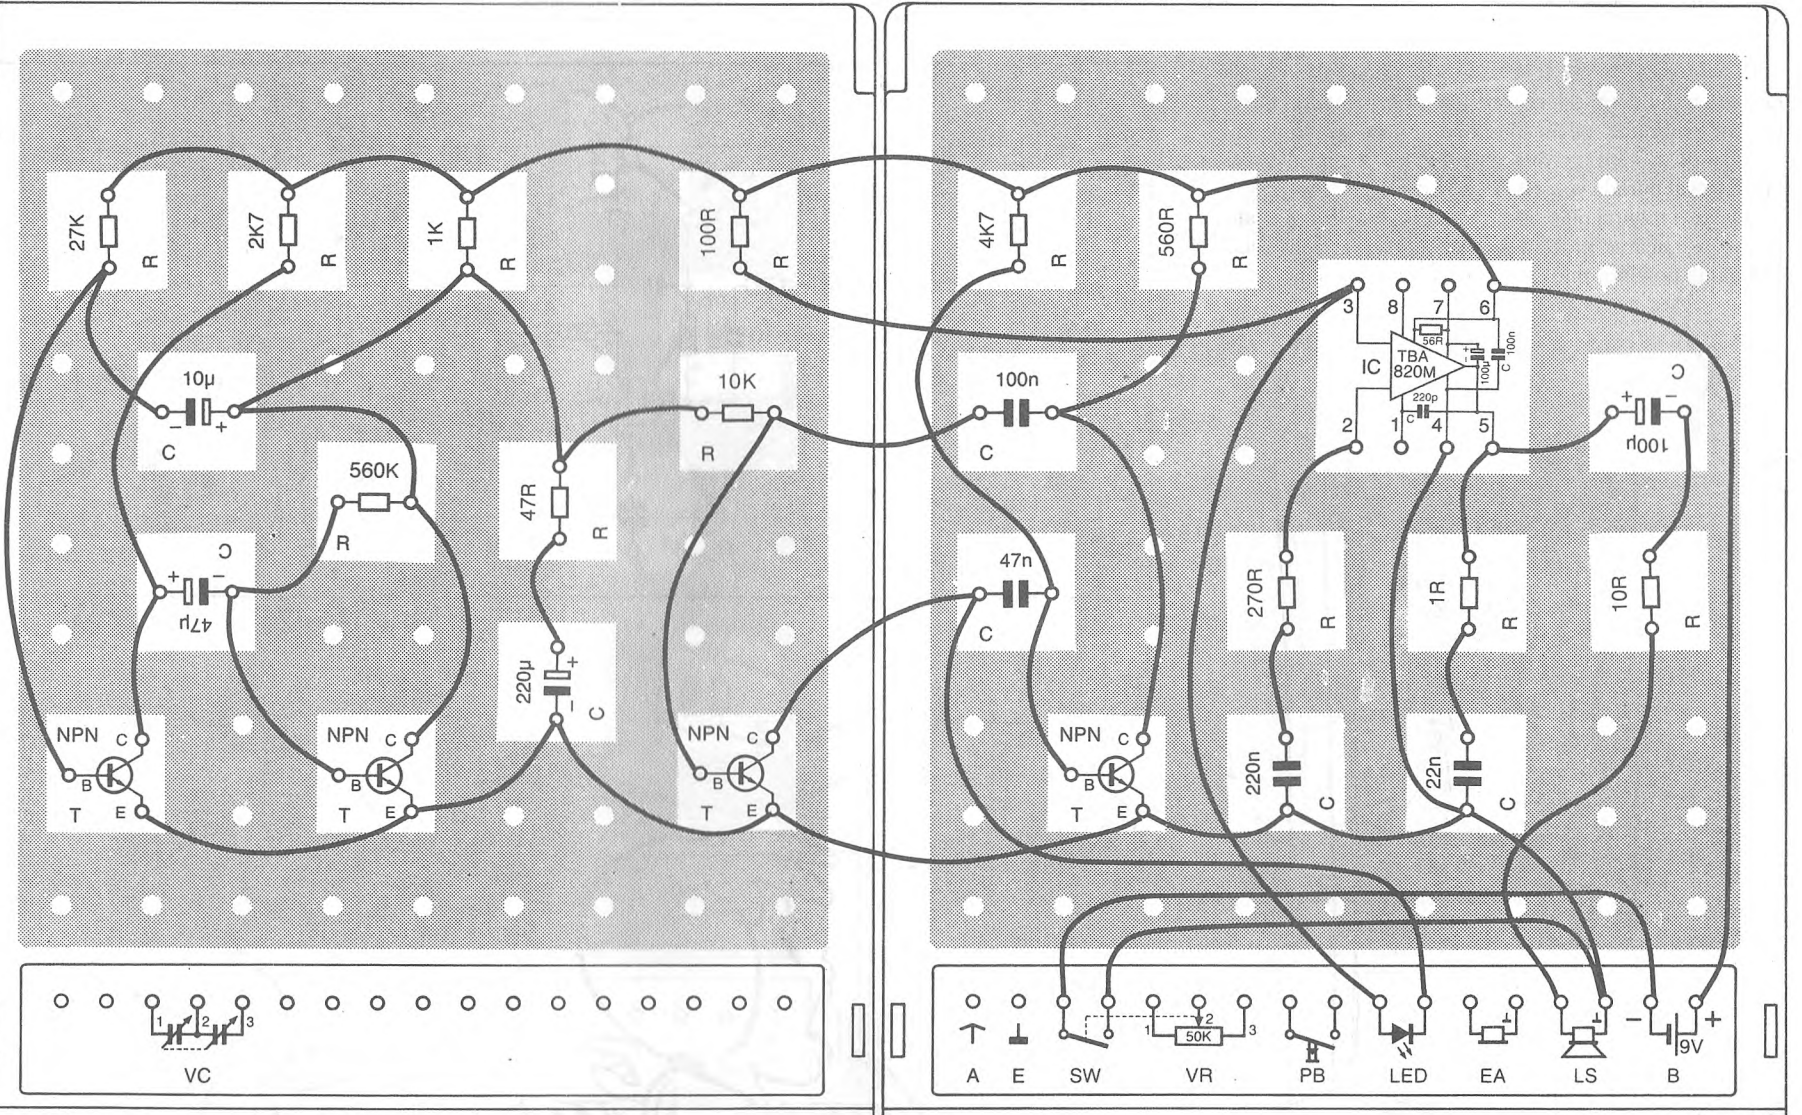 27K
R
2K7
R
1K
R
100R
R
4K7
R
560R
R
3 8 7 6
56R
100n
C
+
-
100µ
IC
TBA
820M
220p
C
2 1 4 5
10µ
- +
C
10K
R
100n
C
C
+ -
100µ
560K
R
47R
R
C
+ -
47µ
47n
C
270R
R
1R
R
10R
R
220µ
+
-
C
NPN
C
B
E
T
NPN
C
B
E
T
NPN
C
B
E
T
NPN
C
B
E
T
220n
C
22n
C
1 2 3
VC
A
E
SW
1 2 3
50K
VR
PB
LED
+
EA
+
LS
- +
9V
B